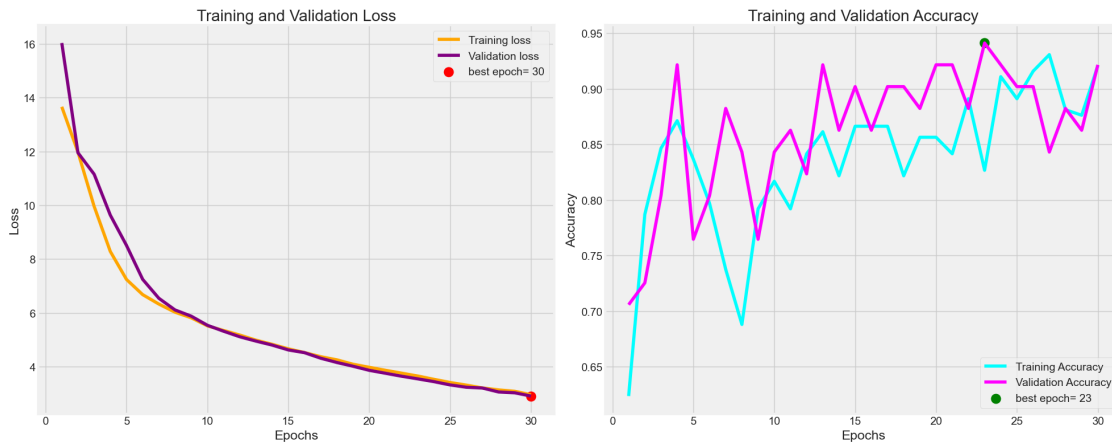 Training and Validation Loss
16
14
12
10
8
6
4
0
5
10
15
20
25
30
Loss
Epochs
Training loss
Validation loss
best epoch= 30
Training and Validation Accuracy
0.95
0.90
0.85
0.80
0.75
0.70
0.65
0
5
10
15
20
25
30
Accuracy
Epochs
Training Accuracy
Validation Accuracy
best epoch= 23